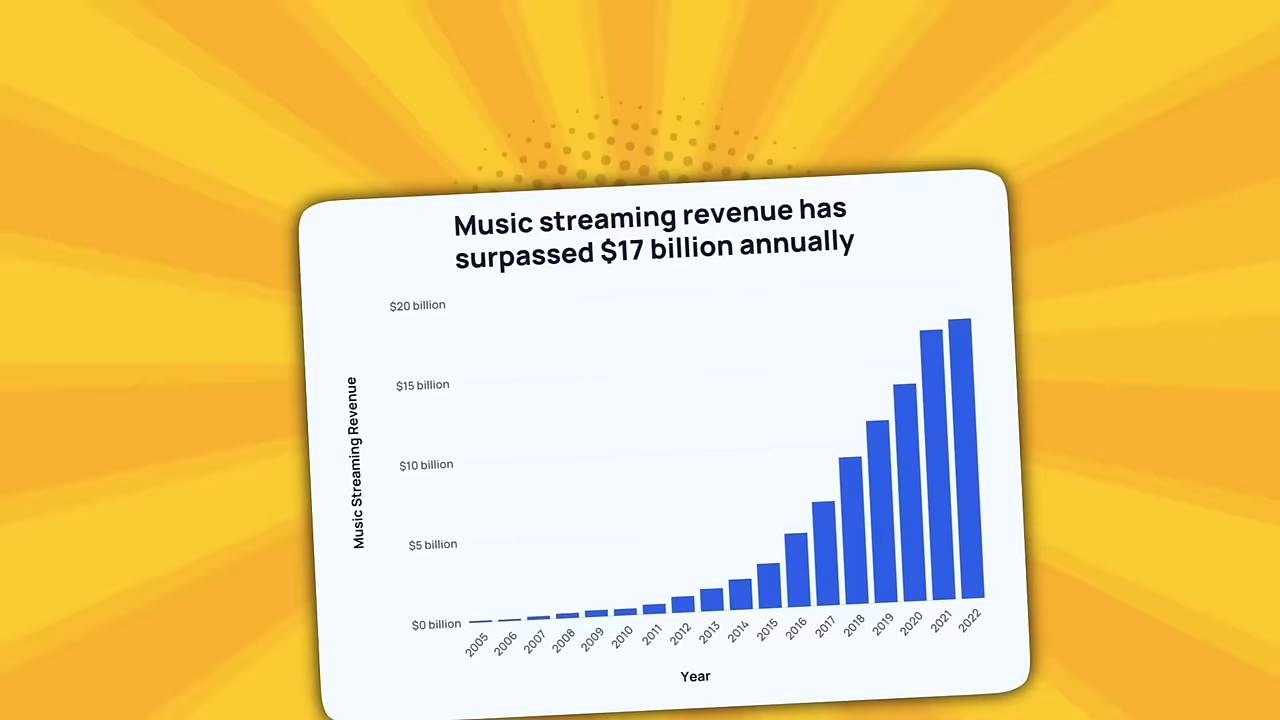 Music streaming revenue has
surpassed $17 billion annually
$20 billion
$15 billion
$10 billion
$5 billion
$0 billion
Music Streaming Revenue
2005
2006
2007
2008
2009
2010
2011
2012
2013
2014
2015
2016
2017
2018
2019
2020
2021
2022
Year